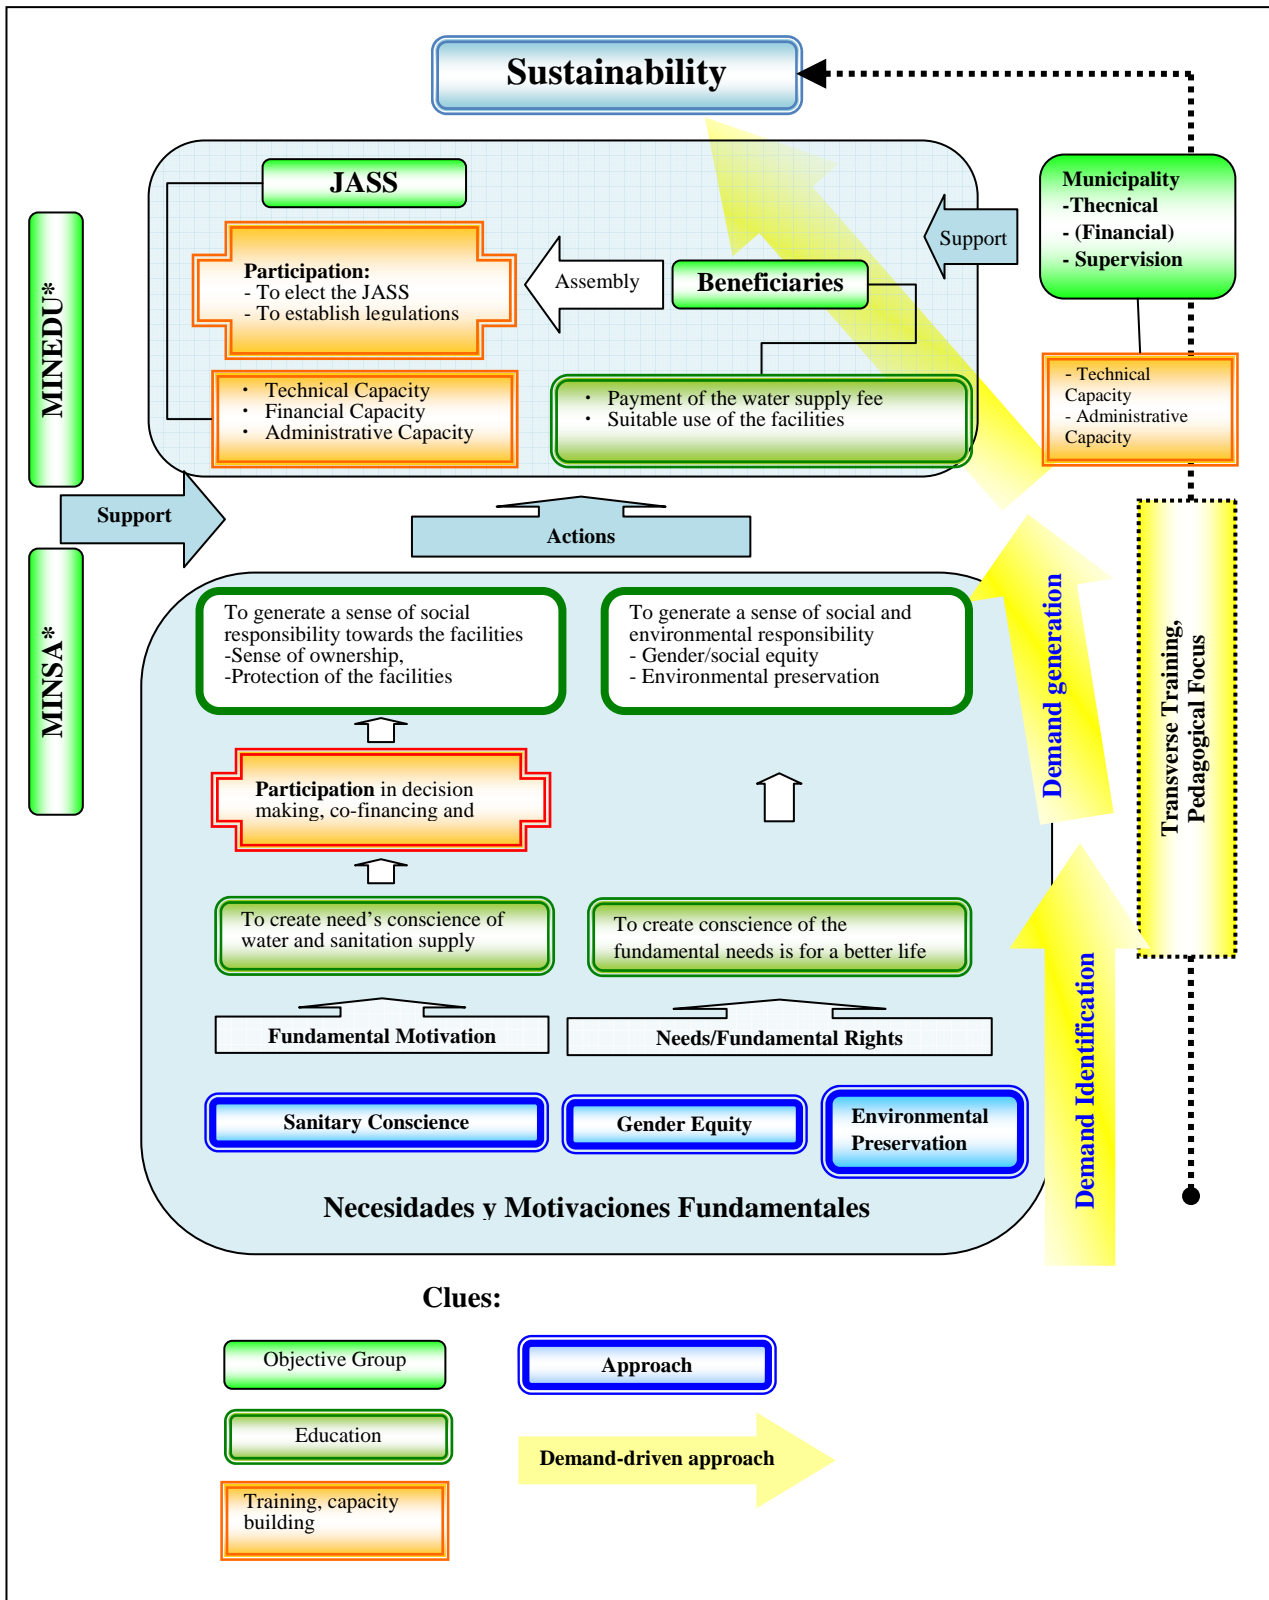 Sustainability
JASS
Municipality
-Thecnical
- (Financial)
- Supervision
Support
Participation:
- To elect the JASS
- To establish legulations
Assembly
Beneficiaries
MINEDU*
· Technical Capacity
· Financial Capacity
· Administrative Capacity
· Payment of the water supply fee
· Suitable use of the facilities
- Technical
Capacity
- Administrative
Capacity
Support
Actions
MINSA*
To generate a sense of social
responsibility towards the facilities
-Sense of ownership,
-Protection of the facilities
To generate a sense of social and
environmental responsibility
- Gender/social equity
- Environmental preservation
Demand generation
Transverse Training,
Pedagogical Focus
Participation in decision
making, co-financing and
To create need's conscience of
water and sanitation supply
To create conscience of the
fundamental needs is for a better life
Demand Identification
Fundamental Motivation
Needs/Fundamental Rights
Sanitary Conscience
Gender Equity
Environmental
Preservation
Necesidades y Motivaciones Fundamentales
Clues:
Objective Group
Approach
Education
Demand-driven approach
Training, capacity
building